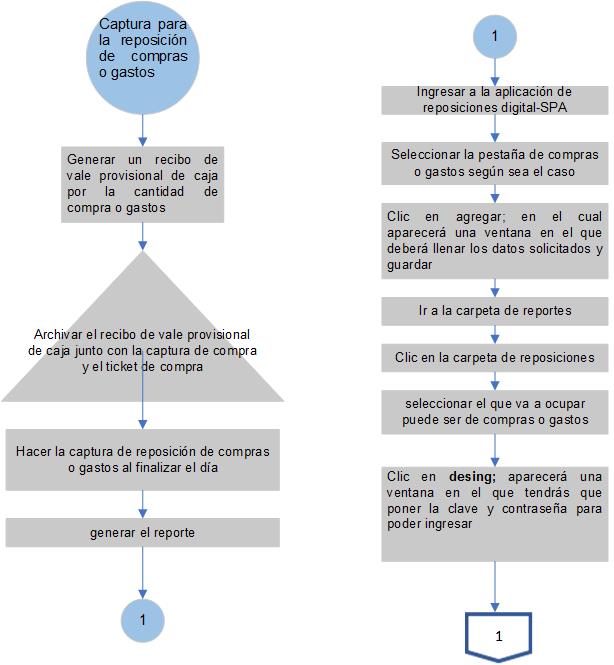 Captura para
la reposición
de compras
o gastos
Generar un recibo de
vale provisional de caja
por la cantidad de
compra o gastos
Archivar el recibo de vale provisional
de caja junto con la captura de compra
y el ticket de compra
Hacer la captura de reposición de compras
o gastos al finalizar el día
generar el reporte
1
1
Ingresar a la aplicación de
reposiciones digital-SPA
Seleccionar la pestaña de compras
o gastos según sea el caso
Clic en agregar; en el cual
aparecerá una ventana en el que
deberá llenar los datos solicitados y
guardar
Ir a la carpeta de reportes
Clic en la carpeta de reposiciones
seleccionar el que va a ocupar
puede ser de compras o gastos
Clic en desing; aparecerá una
ventana en el que tendrás que
poner la clave y contraseña para
poder ingresar
1